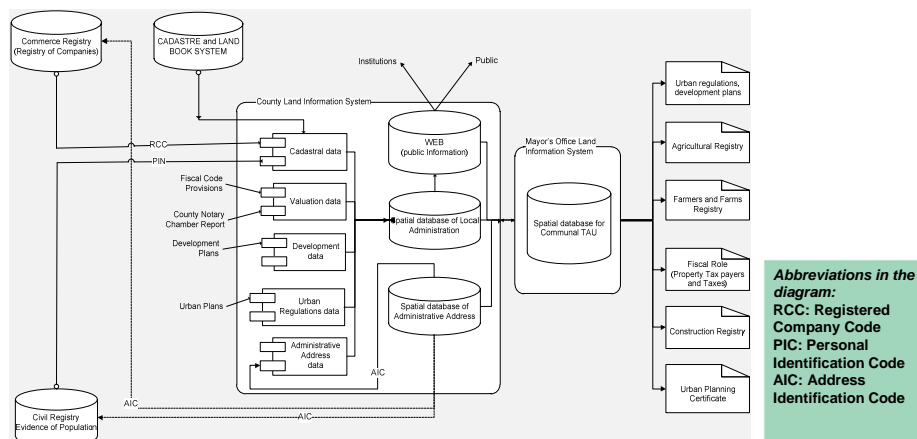 Commerce Registry
(Registry of Companies)
CADASTRE and LAND
BOOK SYSTEM
Institutions
Public
County Land Information System
RCC
PIN
Cadastral data
WEB
(public Information)
Mayor's Office Land
Information System
Fiscal Code
Provisions
Valuation data
County Notary
Chamber Report
Spatial database of Local
Administration
Spatial database for
Communal TAU
Development
Plans
Development
data
Urban Plans
Urban
Regulations data
Spatial database of
Administrative Address
Administrative
Address
data
AIC
AIC
AIC
Civil Registry
Evidence of Population
Urban regulations,
development plans
Agricultural Registry
Farmers and Farms
Registry
Fiscal Role
(Property Tax payers
and Taxes)
Construction Registry
Urban Planning
Certificate
Abbreviations in the
diagram:
RCC: Registered
Company Code
PIC: Personal
Identification Code
AIC: Address
Identification Code